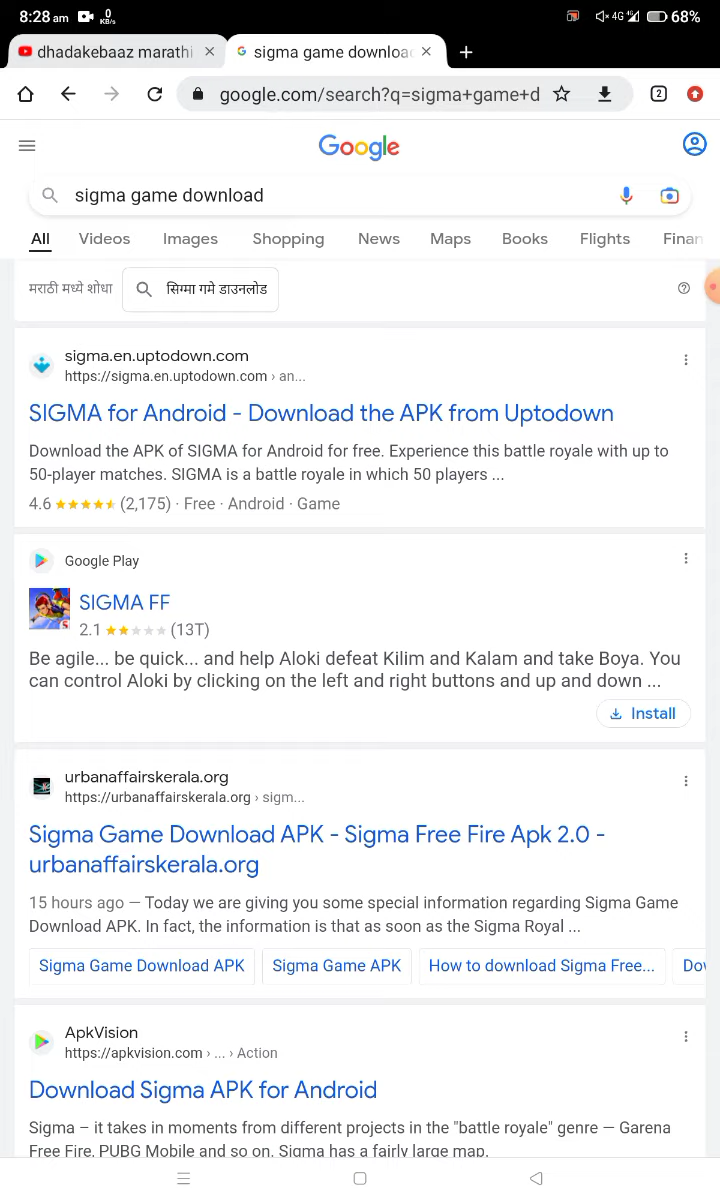 8:28 am 0 KB/s 4G 4G 68%
dhadakebaaz marathi
sigma game downloa
google.com/search?q=sigma+game+d 2
Google
sigma game download
All Videos Images Shopping News Maps Books Flights Finan
मराठी मध्ये शोधा सिग्मा गमे डाउनलोड
sigma.en.uptodown.com
https://sigma.en.uptodown.com › an...
SIGMA for Android - Download the APK from Uptodown
Download the APK of SIGMA for Android for free. Experience this battle royale with up to
50-player matches. SIGMA is a battle royale in which 50 players ...
4.6 (2,175) · Free · Android · Game
Google Play
SIGMA FF
2.1 (13T)
Be agile... be quick... and help Aloki defeat Kilim and Kalam and take Boya. You
can control Aloki by clicking on the left and right buttons and up and down ...
Install
urbanaffairskerala.org
https://urbanaffairskerala.org › sigm...
Sigma Game Download APK - Sigma Free Fire Apk 2.0 -
urbanaffairskerala.org
15 hours ago — Today we are giving you some special information regarding Sigma Game
Download APK. In fact, the information is that as soon as the Sigma Royal ...
Sigma Game Download APK Sigma Game APK How to download Sigma Free... Dov
ApkVision
https://apkvision.com › ... › Action
Download Sigma APK for Android
Sigma – it takes in moments from different projects in the "battle royale" genre — Garena
Free Fire, PUBG Mobile and so on. Sigma has a fairly large map.